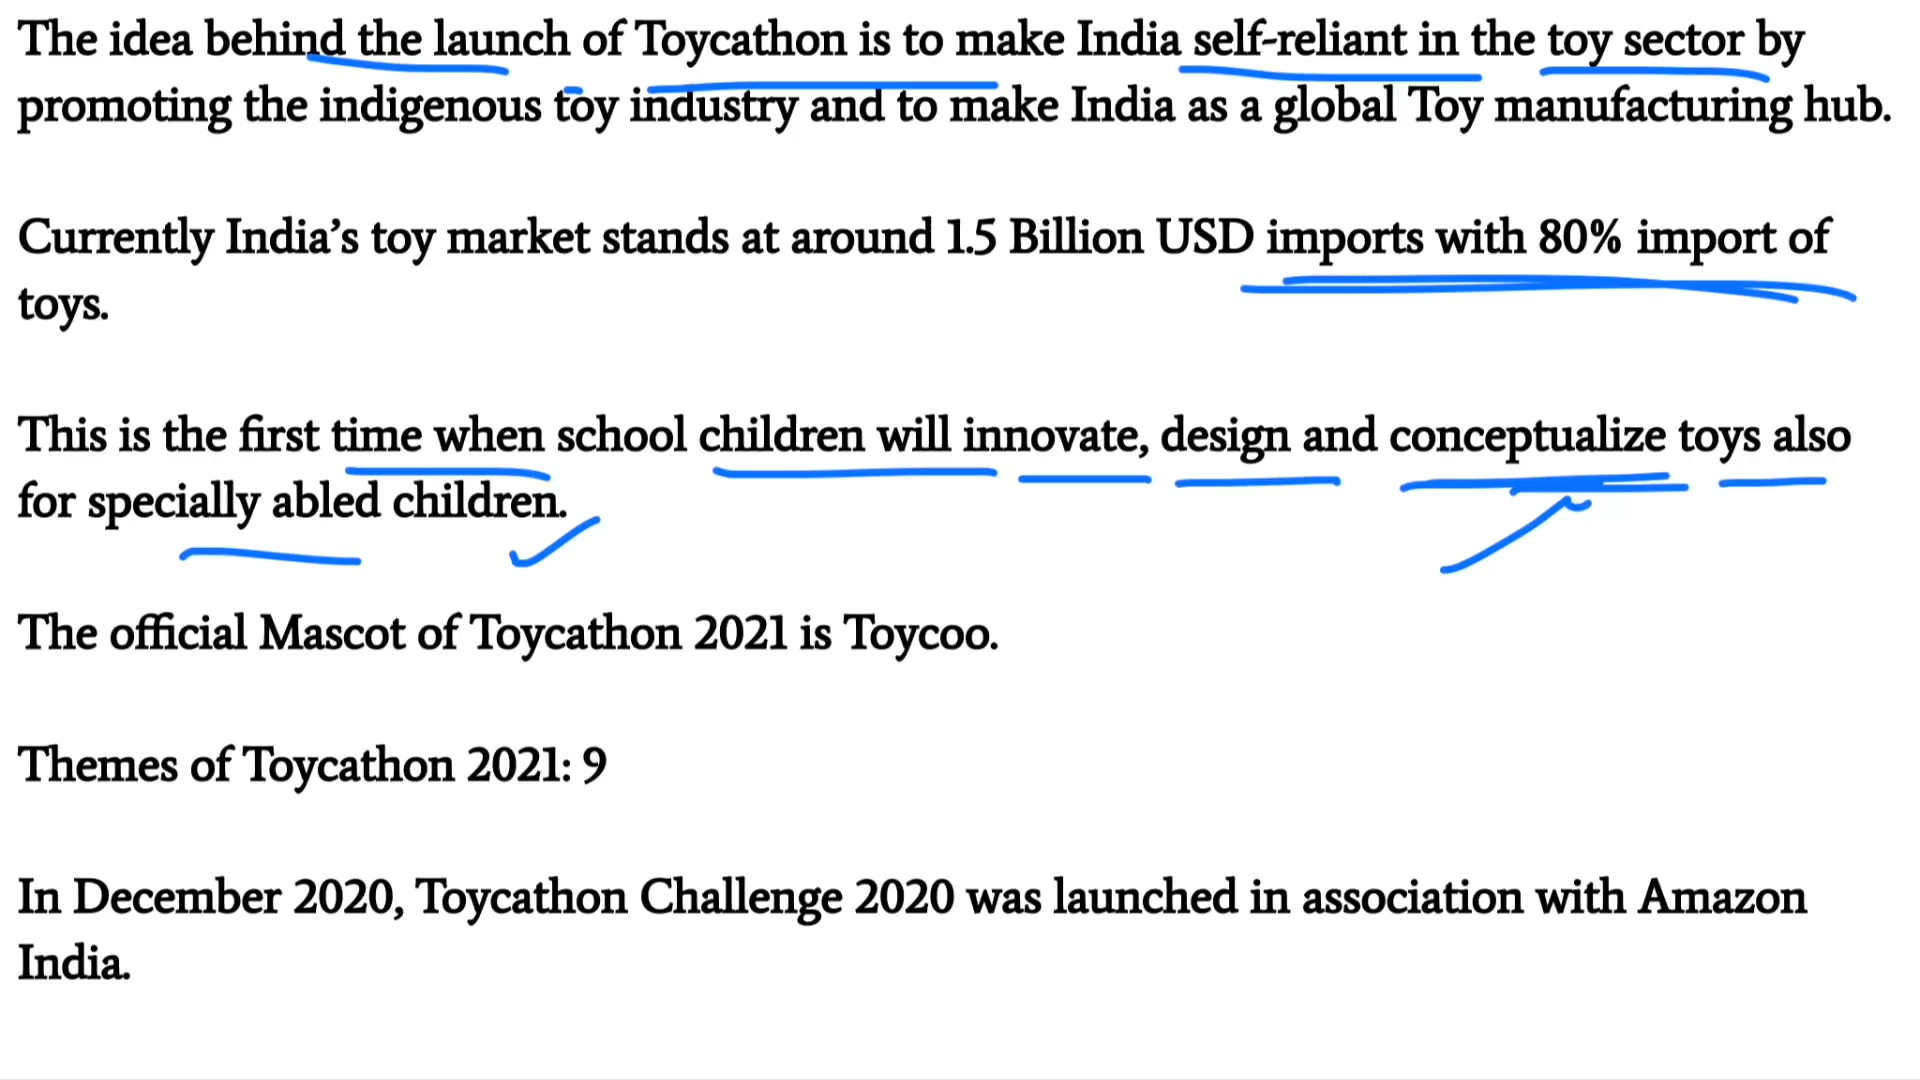 The idea behind the launch of Toycathon is to make India self-reliant in the toy sector by
promoting the indigenous toy industry and to make India as a global Toy manufacturing hub.
Currently India’s toy market stands at around 1.5 Billion USD imports with 80% import of
toys.
This is the first time when school children will innovate, design and conceptualize toys also
for specially abled children.
The official Mascot of Toycathon 2021 is Toycoo.
Themes of Toycathon 2021: 9
In December 2020, Toycathon Challenge 2020 was launched in association with Amazon
India.